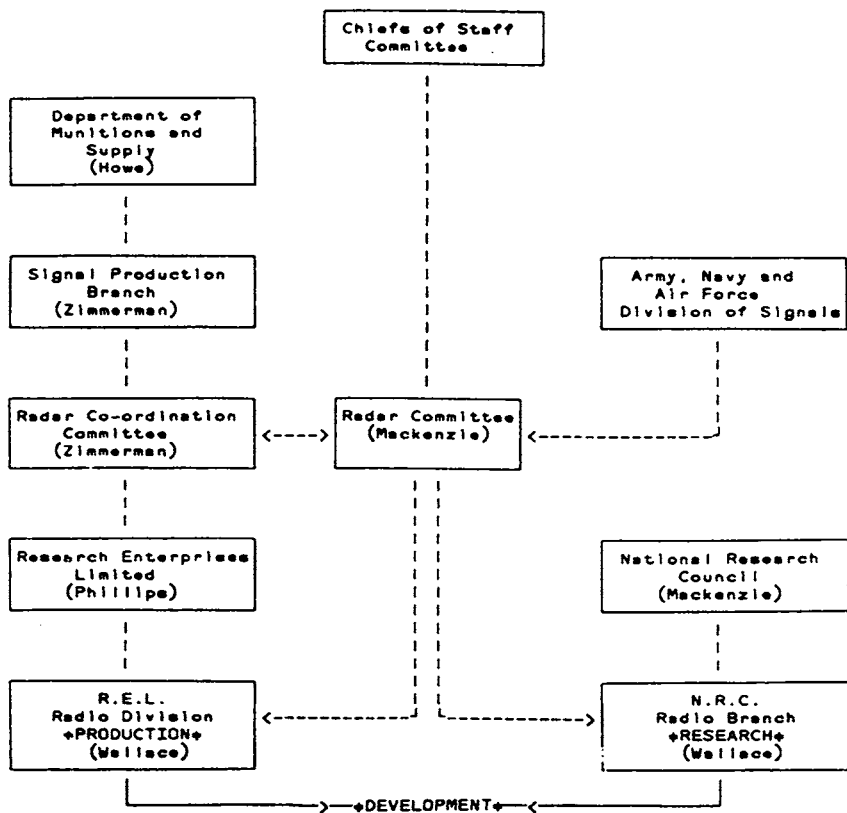 Chiefs of Staff
Committee
Department of
Munitions and
Supply
(Howe)
Signal Production
Branch
(Zimmerman)
Army, Navy and
Air Force
Division of Signals
Radar Co-ordination
Committee
(Zimmerman)
Radar Committee
(Mackenzie)
Research Enterprises
Limited
(Phillips)
National Research
Council
(Mackenzie)
R.E.L.
Radio Division
*PRODUCTION*
(Wallace)
N.R.C.
Radio Branch
*RESEARCH*
(Wallace)
*DEVELOPMENT*